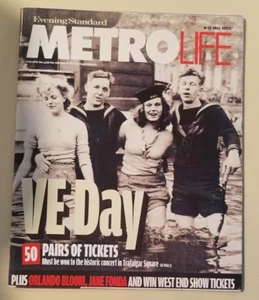 Evening Standard
METROLIFE
VE Day
50 PAIRS OF TICKETS
Must be won to the historic concert in Trafalgar Square
PLUS ORLANDO BLOOM, JANE FONDA AND WIN WEST END SHOW TICKETS